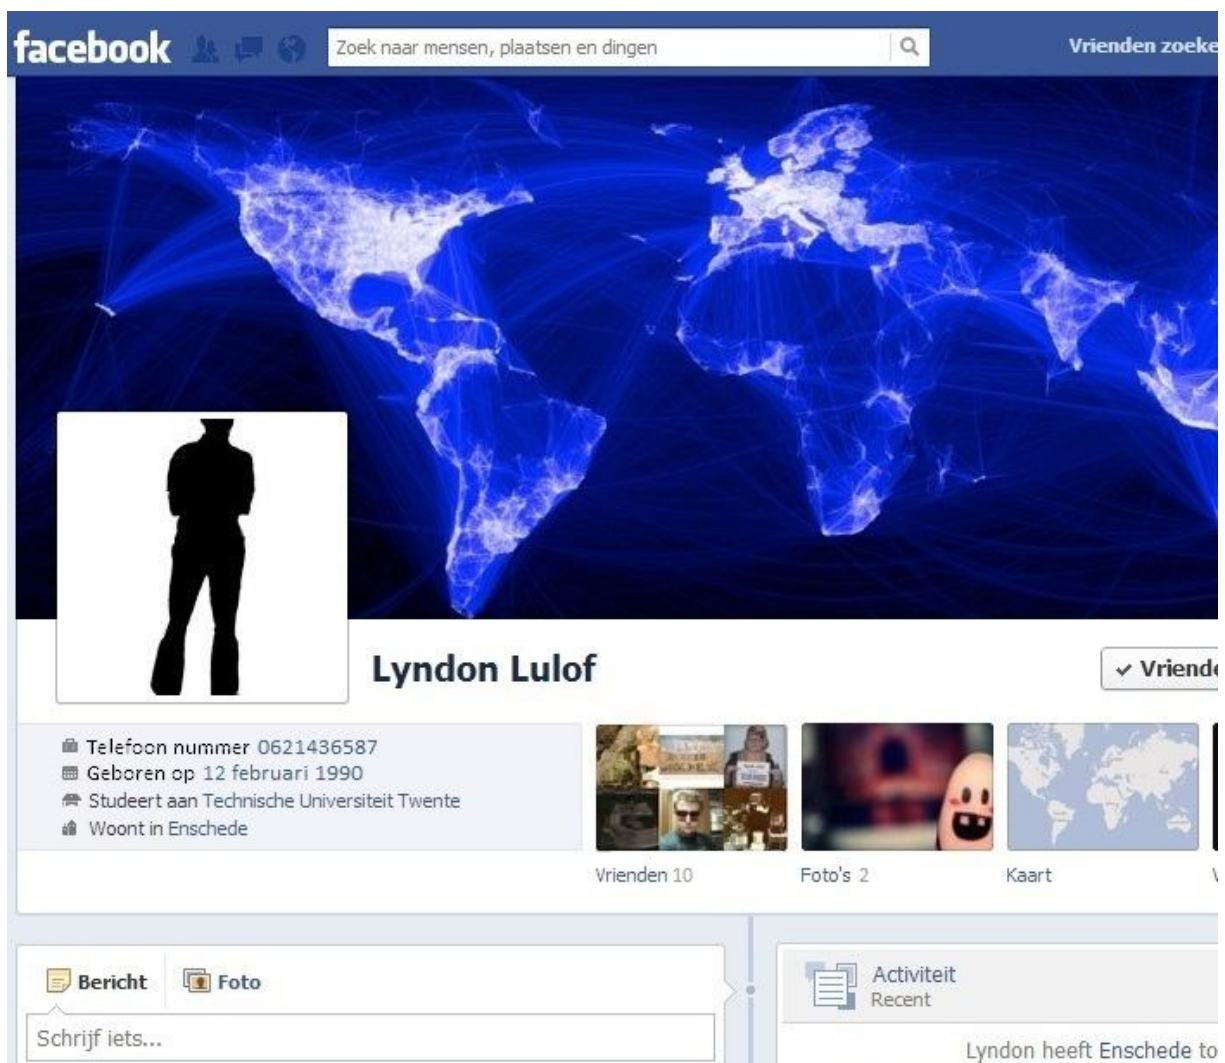 facebook
Zoek naar mensen, plaatsen en dingen
Vrienden zoeke
Lyndon Lulof
Vriende
Telefoon nummer 0621436587
Geboren op 12 februari 1990
Studeert aan Technische Universiteit Twente
Woont in Enschede
Vrienden 10
Foto's 2
Kaart
Bericht
Foto
Schrijf iets...
Activiteit
Recent
Lyndon heeft Enschede to